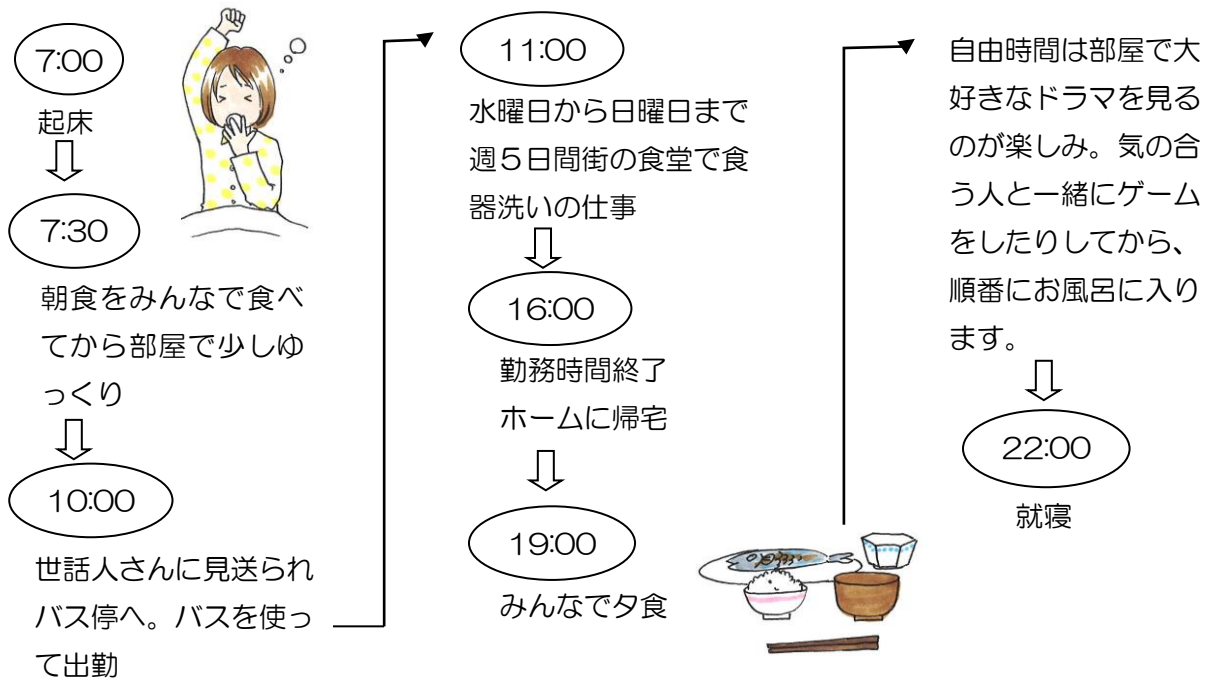 7:00
起床
7:30
朝食をみんなで食べ
てから部屋で少しゆ
っくり
10:00
世話人さんに見送られ
バス停へ。バスを使っ
て出勤
11:00
水曜日から日曜日まで
週５日間街の食堂で食
器洗いの仕事
16:00
勤務時間終了
ホームに帰宅
19:00
みんなで夕食
自由時間は部屋で大
好きなドラマを見る
のが楽しみ。気の合
う人と一緒にゲーム
をしたりしてから、
順番にお風呂に入り
ます。
22:00
就寝